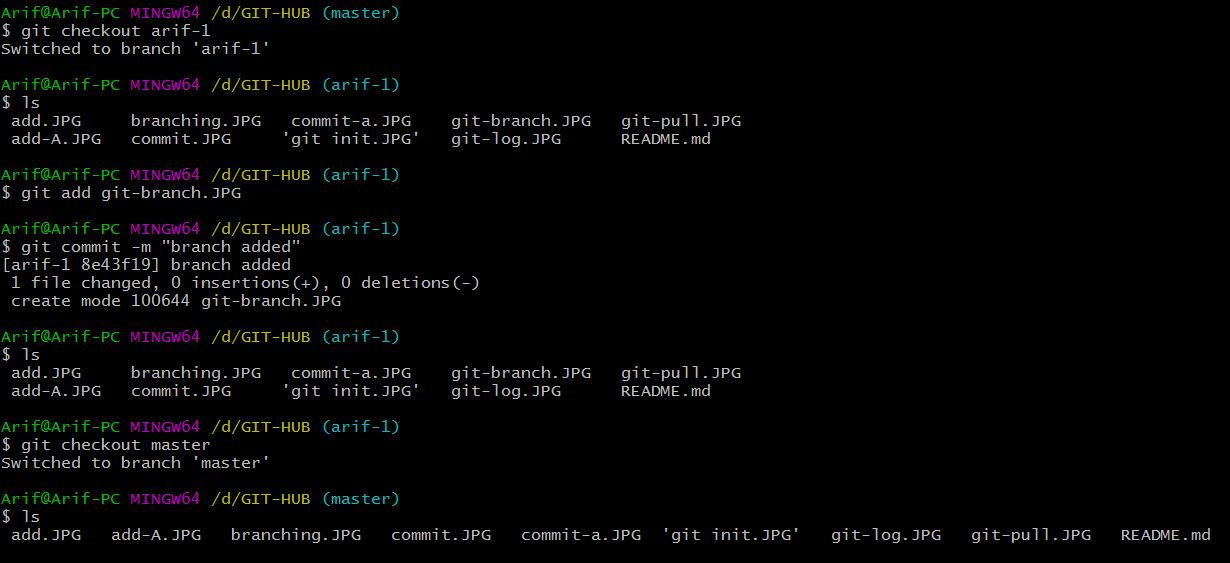 Arif@Arif-PC MINGW64 /d/GIT-HUB (master)
$ git checkout arif-1
Switched to branch 'arif-1'
Arif@Arif-PC MINGW64 /d/GIT-HUB (arif-1)
$ ls
add.JPG branching.JPG commit-a.JPG git-branch.JPG git-pull.JPG
add-A.JPG commit.JPG 'git init.JPG' git-log.JPG README.md
Arif@Arif-PC MINGW64 /d/GIT-HUB (arif-1)
$ git add git-branch.JPG
Arif@Arif-PC MINGW64 /d/GIT-HUB (arif-1)
$ git commit -m "branch added"
[arif-1 8e43f19] branch added
1 file changed, 0 insertions(+), 0 deletions(-)
create mode 100644 git-branch.JPG
Arif@Arif-PC MINGW64 /d/GIT-HUB (arif-1)
$ ls
add.JPG branching.JPG commit-a.JPG git-branch.JPG git-pull.JPG
add-A.JPG commit.JPG 'git init.JPG' git-log.JPG README.md
Arif@Arif-PC MINGW64 /d/GIT-HUB (arif-1)
$ git checkout master
Switched to branch 'master'
Arif@Arif-PC MINGW64 /d/GIT-HUB (master)
$ ls
add.JPG add-A.JPG branching.JPG commit.JPG commit-a.JPG 'git init.JPG' git-log.JPG git-pull.JPG README.md